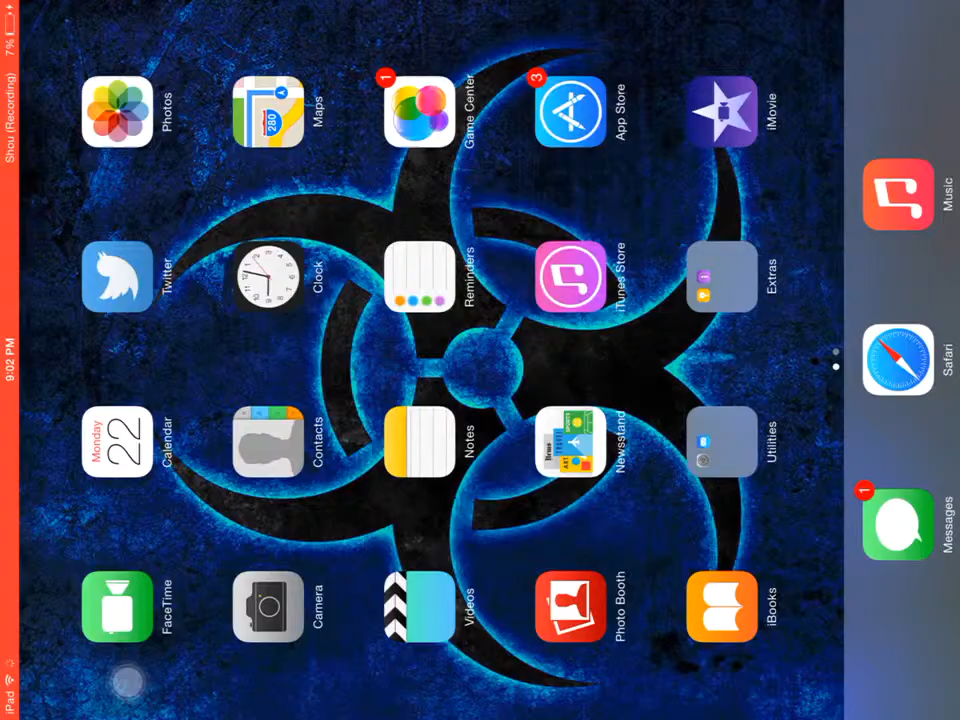 iPad 9:02 PM Shou (Recording) 7%
Monday
22
FaceTime Calendar Twitter Photos
280
Camera Contacts Clock Maps
1
Videos Notes Reminders Game Center
3
Photo Booth Newsstand iTunes Store App Store
iBooks Utilities Extras iMovie
1
Messages Safari Music